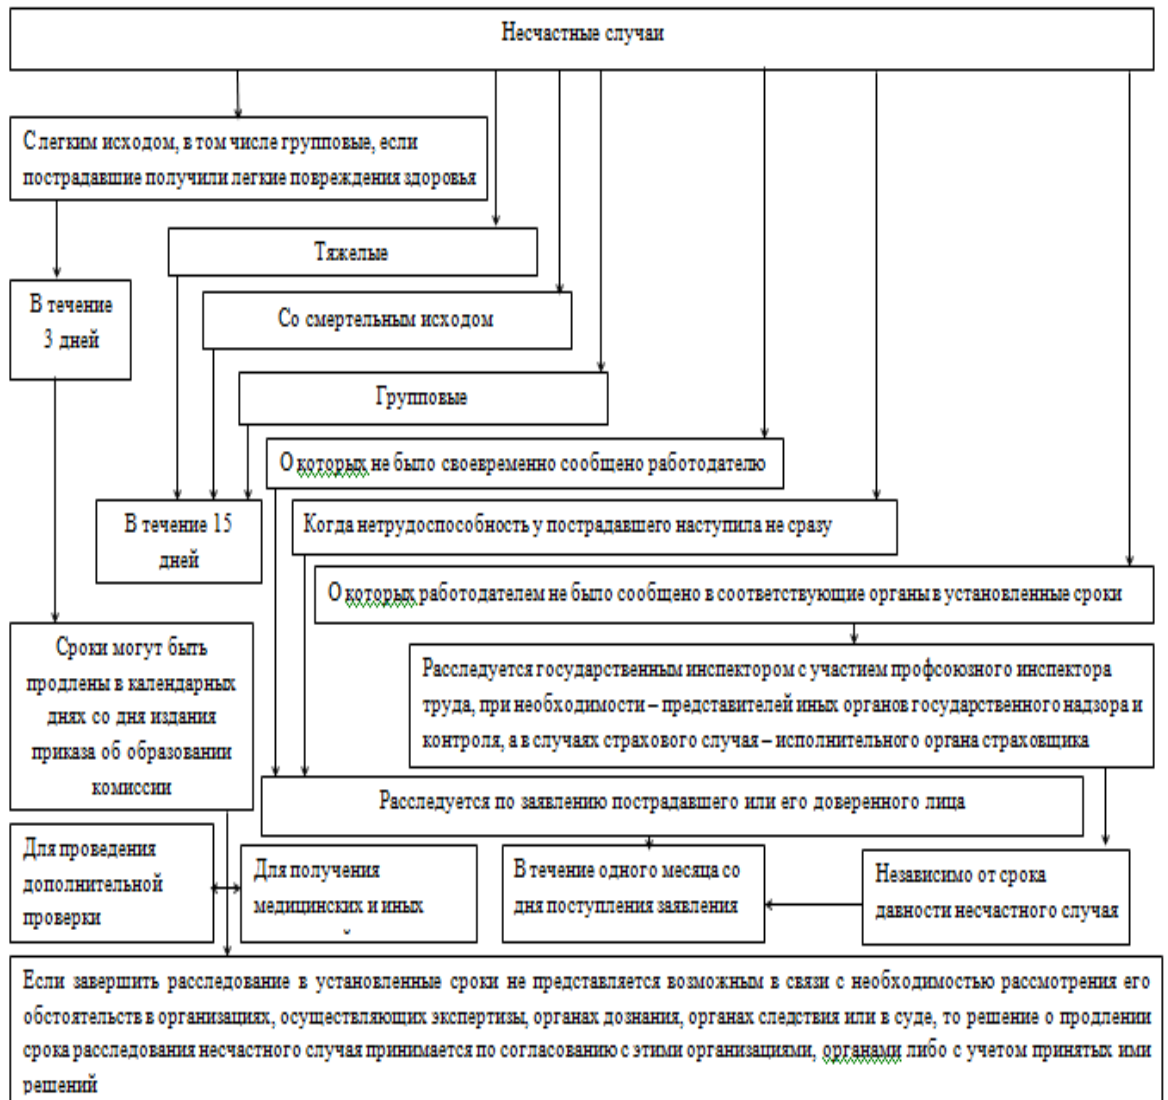 Несчастные случаи
С легким исходом, в том числе групповые, если
пострадавшие получили легкие повреждения здоровья
Тяжелые
В течение
3 дней
Со смертельным исходом
Групповые
О которых не было своевременно сообщено работодателю
В течение 15
дней
Когда нетрудоспособность у пострадавшего наступила не сразу
О которых работодателем не было сообщено в соответствующие органы в установленные сроки
Сроки могут быть
продлены в календарных
днях со дня издания
приказа об образовании
комиссии
Расследуется государственным инспектором с участием профсоюзного инспектора
труда, при необходимости – представителей иных органов государственного надзора и
контроля, а в случаях страхового случая – исполнительного органа страховщика
Расследуется по заявлению пострадавшего или его доверенного лица
Для проведения
дополнительной
проверки
Для получения
медицинских и иных
В течение одного месяца со
дня поступления заявления
Независимо от срока
давности несчастного случая
Если завершить расследование в установленные сроки не представляется возможным в связи с необходимостью рассмотрения его
обстоятельств в организациях, осуществляющих экспертизы, органах дознания, органах следствия или в суде, то решение о продлении
срока расследования несчастного случая принимается по согласованию с этими организациями, органами либо с учетом принятых ими
решений